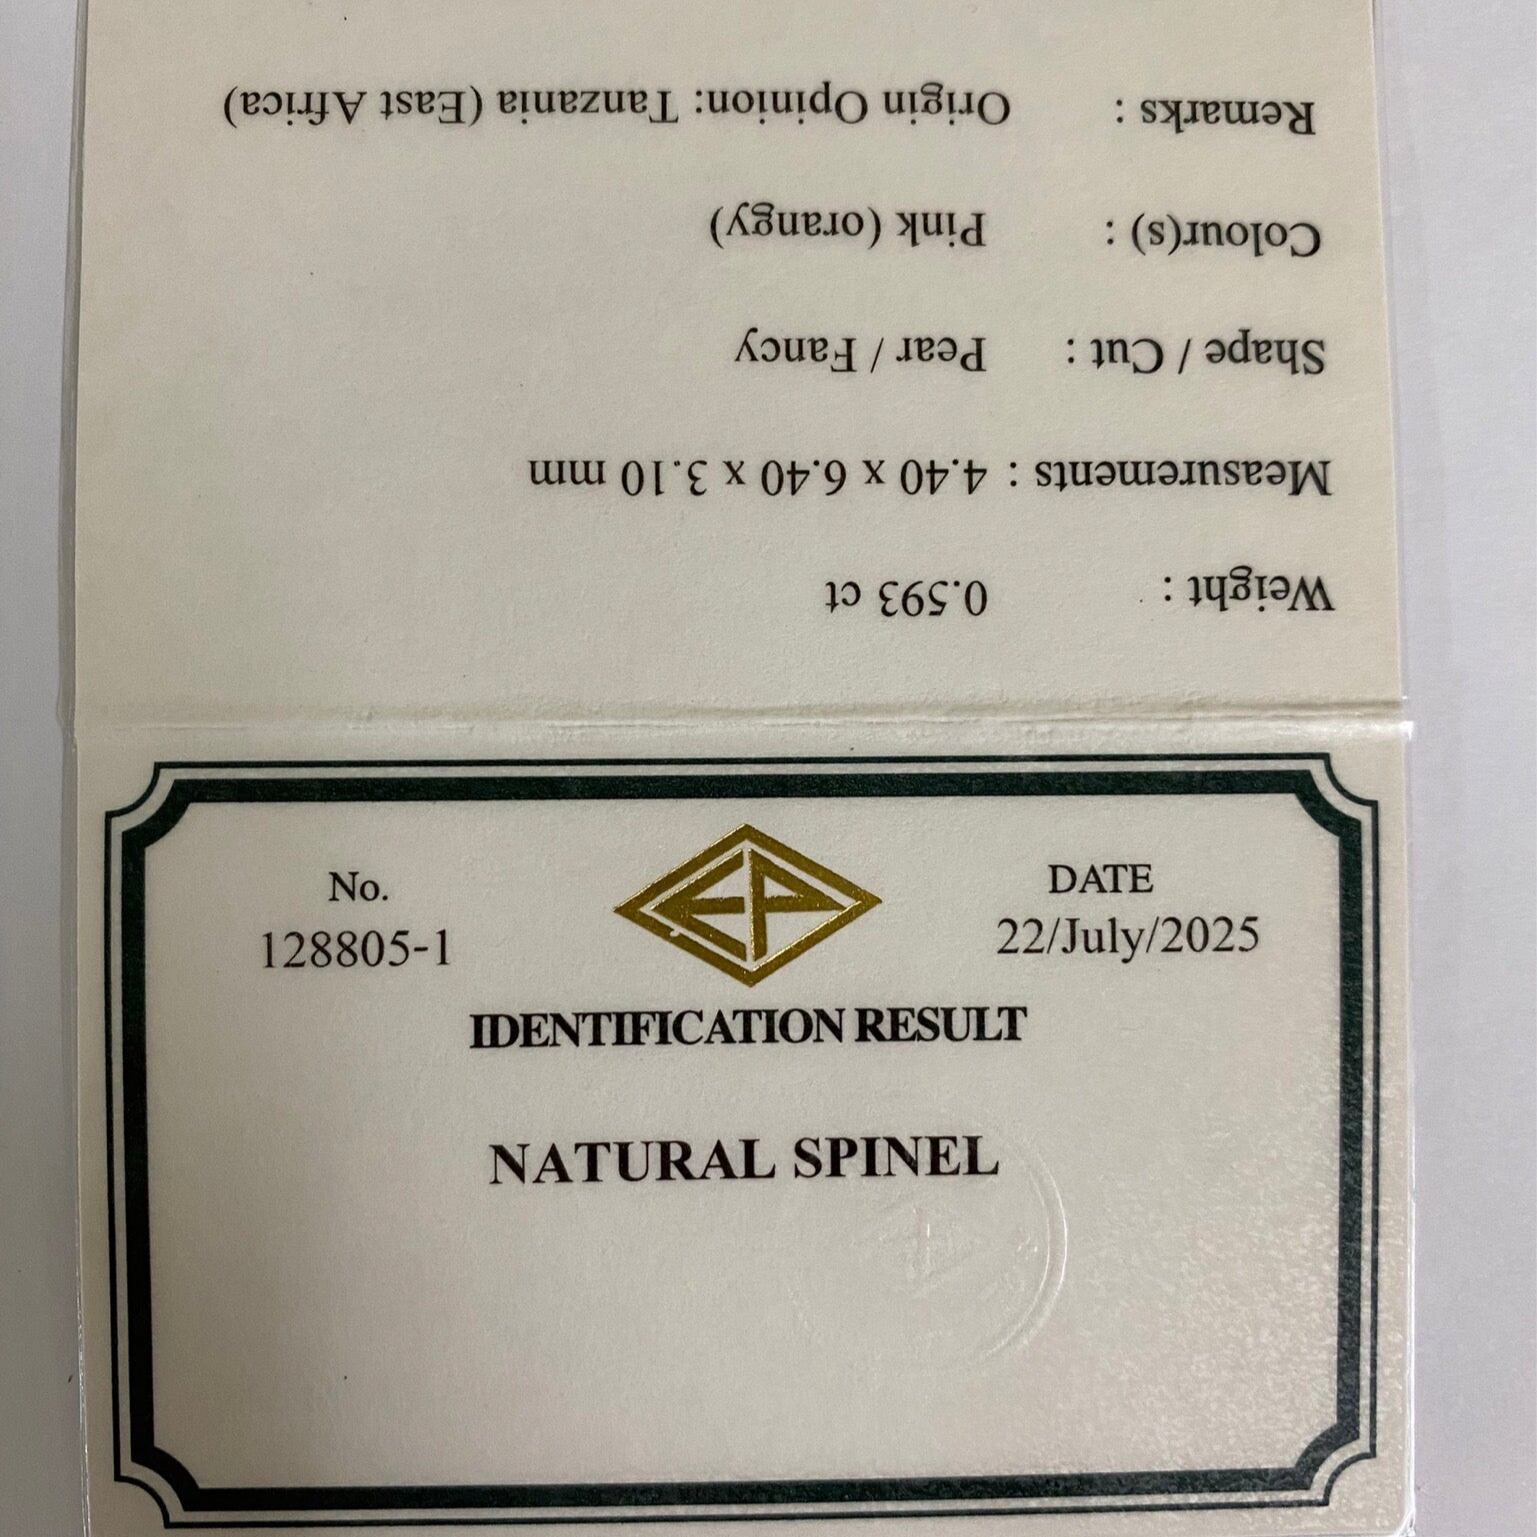 No.
128805-1
EP
DATE
22/July/2025
IDENTIFICATION RESULT
NATURAL SPINEL
Weight : 0.593 ct
Measurements : 4.40 x 6.40 x 3.10 mm
Shape / Cut : Pear / Fancy
Colour(s) : Pink (orangy)
Remarks : Origin Opinion: Tanzania (East Africa)